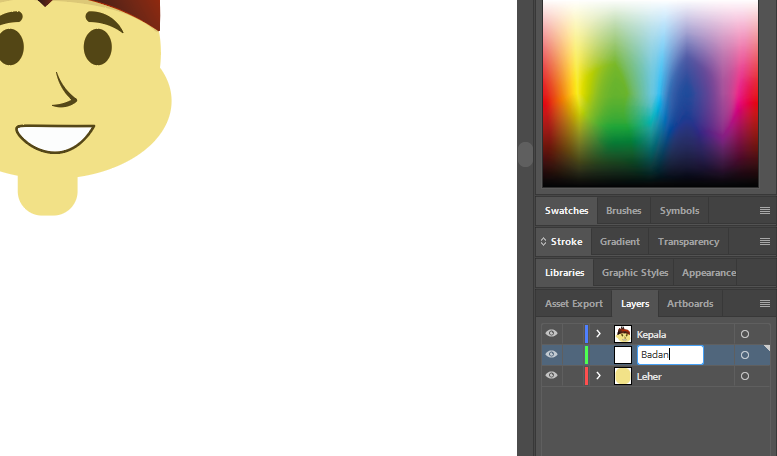 Swatches Brushes Symbols
Stroke Gradient Transparency
Libraries Graphic Styles Appearance
Asset Export Layers Artboards
Kepala
Badan
Leher